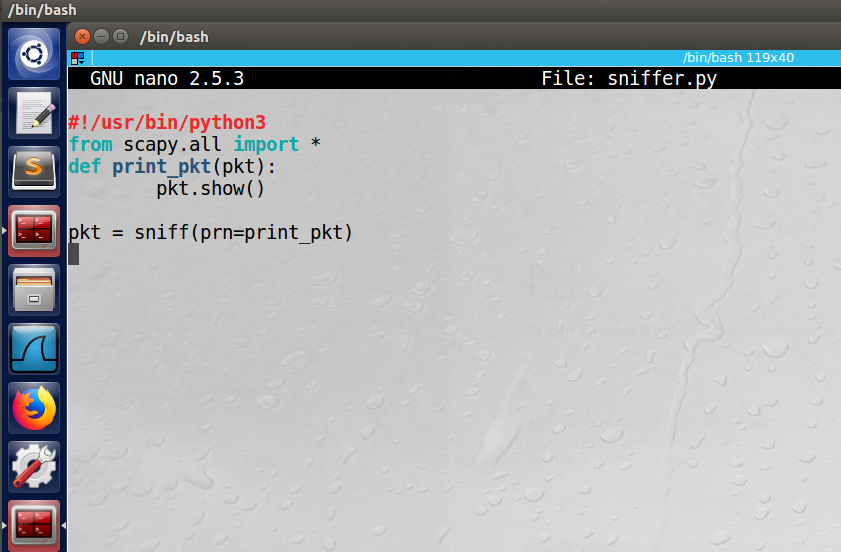 /bin/bash
/bin/bash
/bin/bash 119x40
GNU nano 2.5.3 File: sniffer.py
#!/usr/bin/python3
from scapy.all import *
def print_pkt(pkt):
        pkt.show()
pkt = sniff(prn=print_pkt)